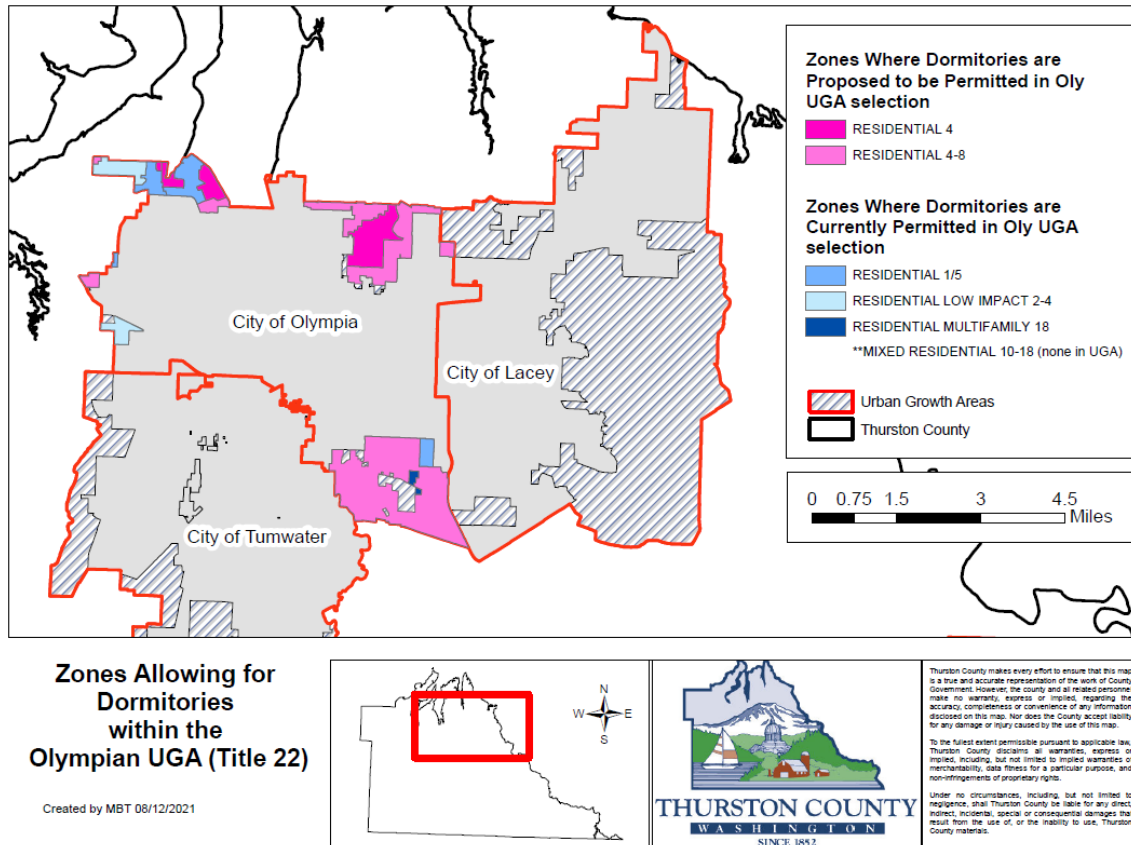 Zones Where Dormitories are
Proposed to be Permitted in Oly
UGA selection
RESIDENTIAL 4
RESIDENTIAL 4-8
Zones Where Dormitories are
Currently Permitted in Oly UGA
selection
RESIDENTIAL 1/5
RESIDENTIAL LOW IMPACT 2-4
RESIDENTIAL MULTIFAMILY 18
**MIXED RESIDENTIAL 10-18 (none in UGA)
Urban Growth Areas
Thurston County
0 0.75 1.5 3 4.5
Miles
City of Olympia
City of Lacey
City of Tumwater
Zones Allowing for
Dormitories
within the
Olympian UGA (Title 22)
Created by MBT 08/12/2021
N
W E
S
THURSTON COUNTY
WASHINGTON
SINCE 1852
Thurston County makes every effort to ensure that this map
is a true and accurate representation of the work of County
Government. However, the county and all related personnel
make no warranty, express or implied, regarding the
accuracy, completeness or convenience of any information
disclosed on this map. Nor does the County accept liability
for any damage or injury caused by the use of this map.
To the fullest extent permissible pursuant to applicable law,
Thurston County disclaims all warranties, express or
implied, including, but not limited to implied warranties of
merchantability, data fitness for a particular purpose, and
non-infringements of proprietary rights.
Under no circumstances, including, but not limited to
negligence, shall Thurston County be liable for any direct,
indirect, incidental, special or consequential damages that
result from the use of, or the inability to use, Thurston
County materials.